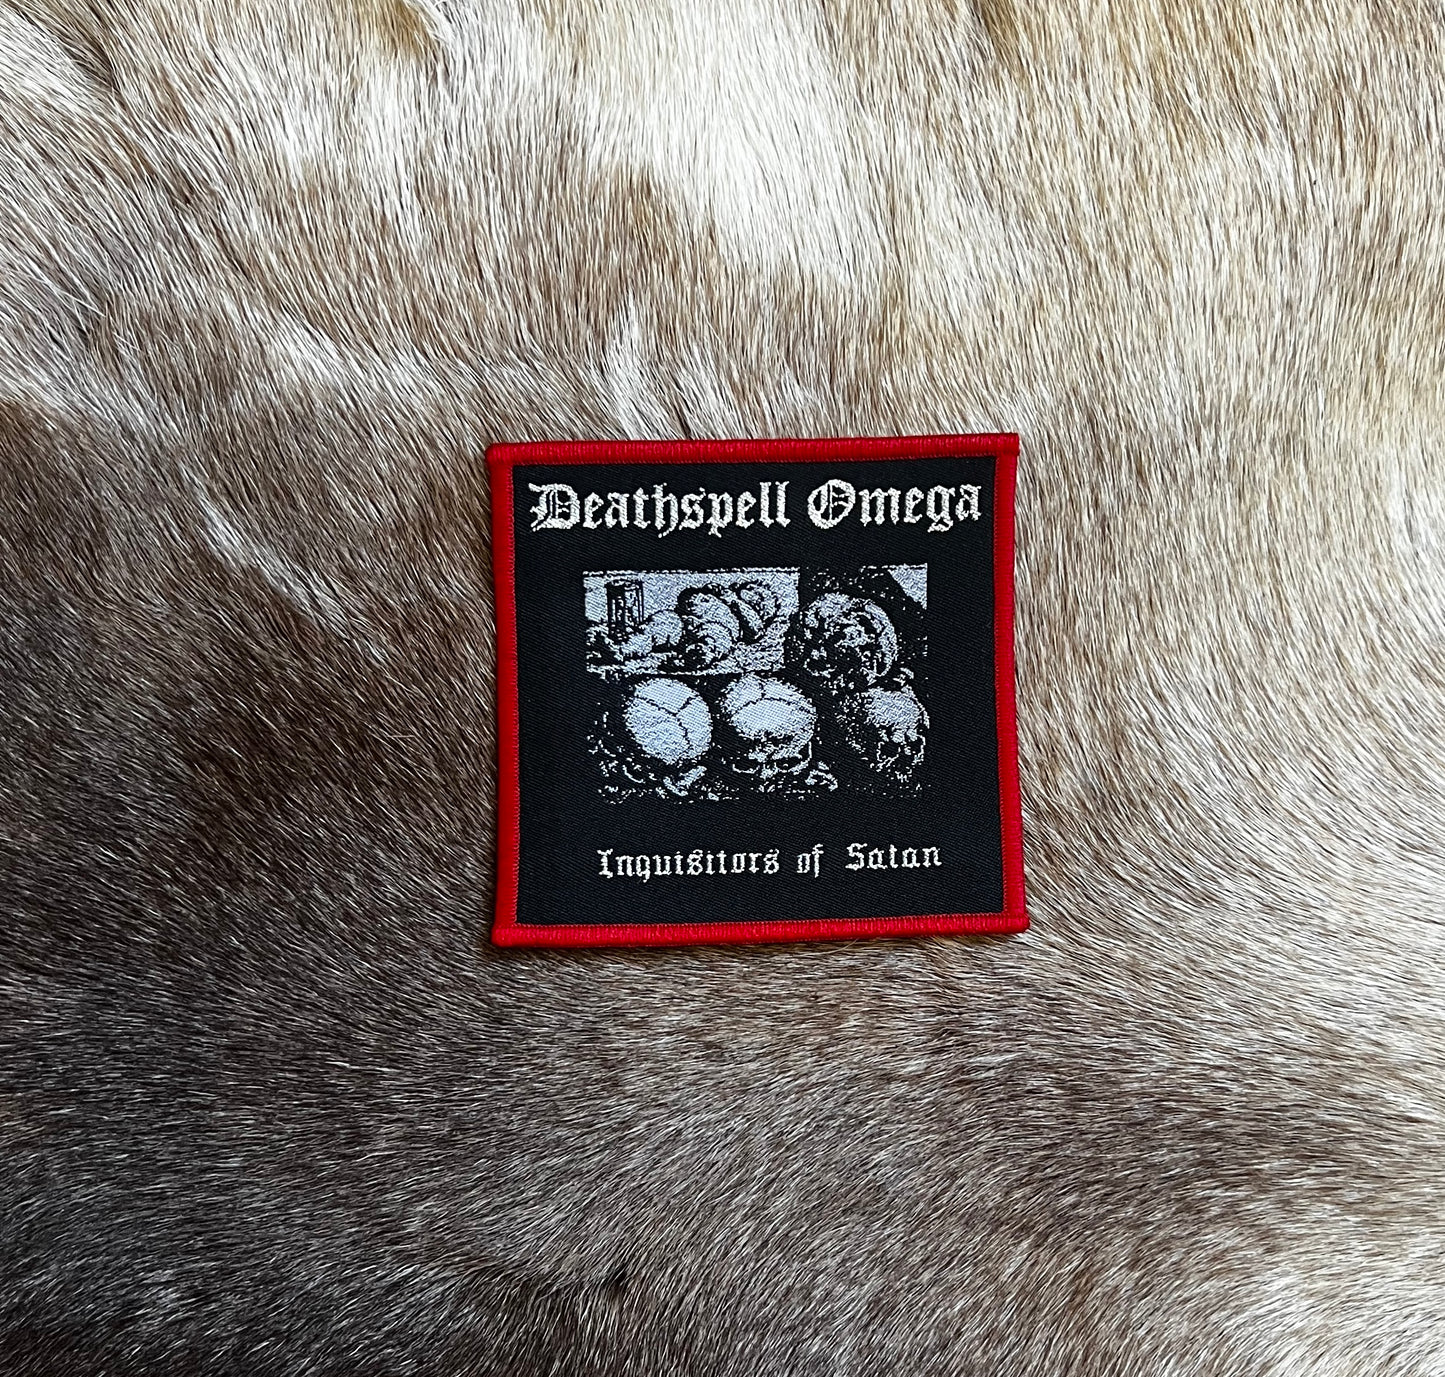 Deathspell Omega
Inquisitors of Satan